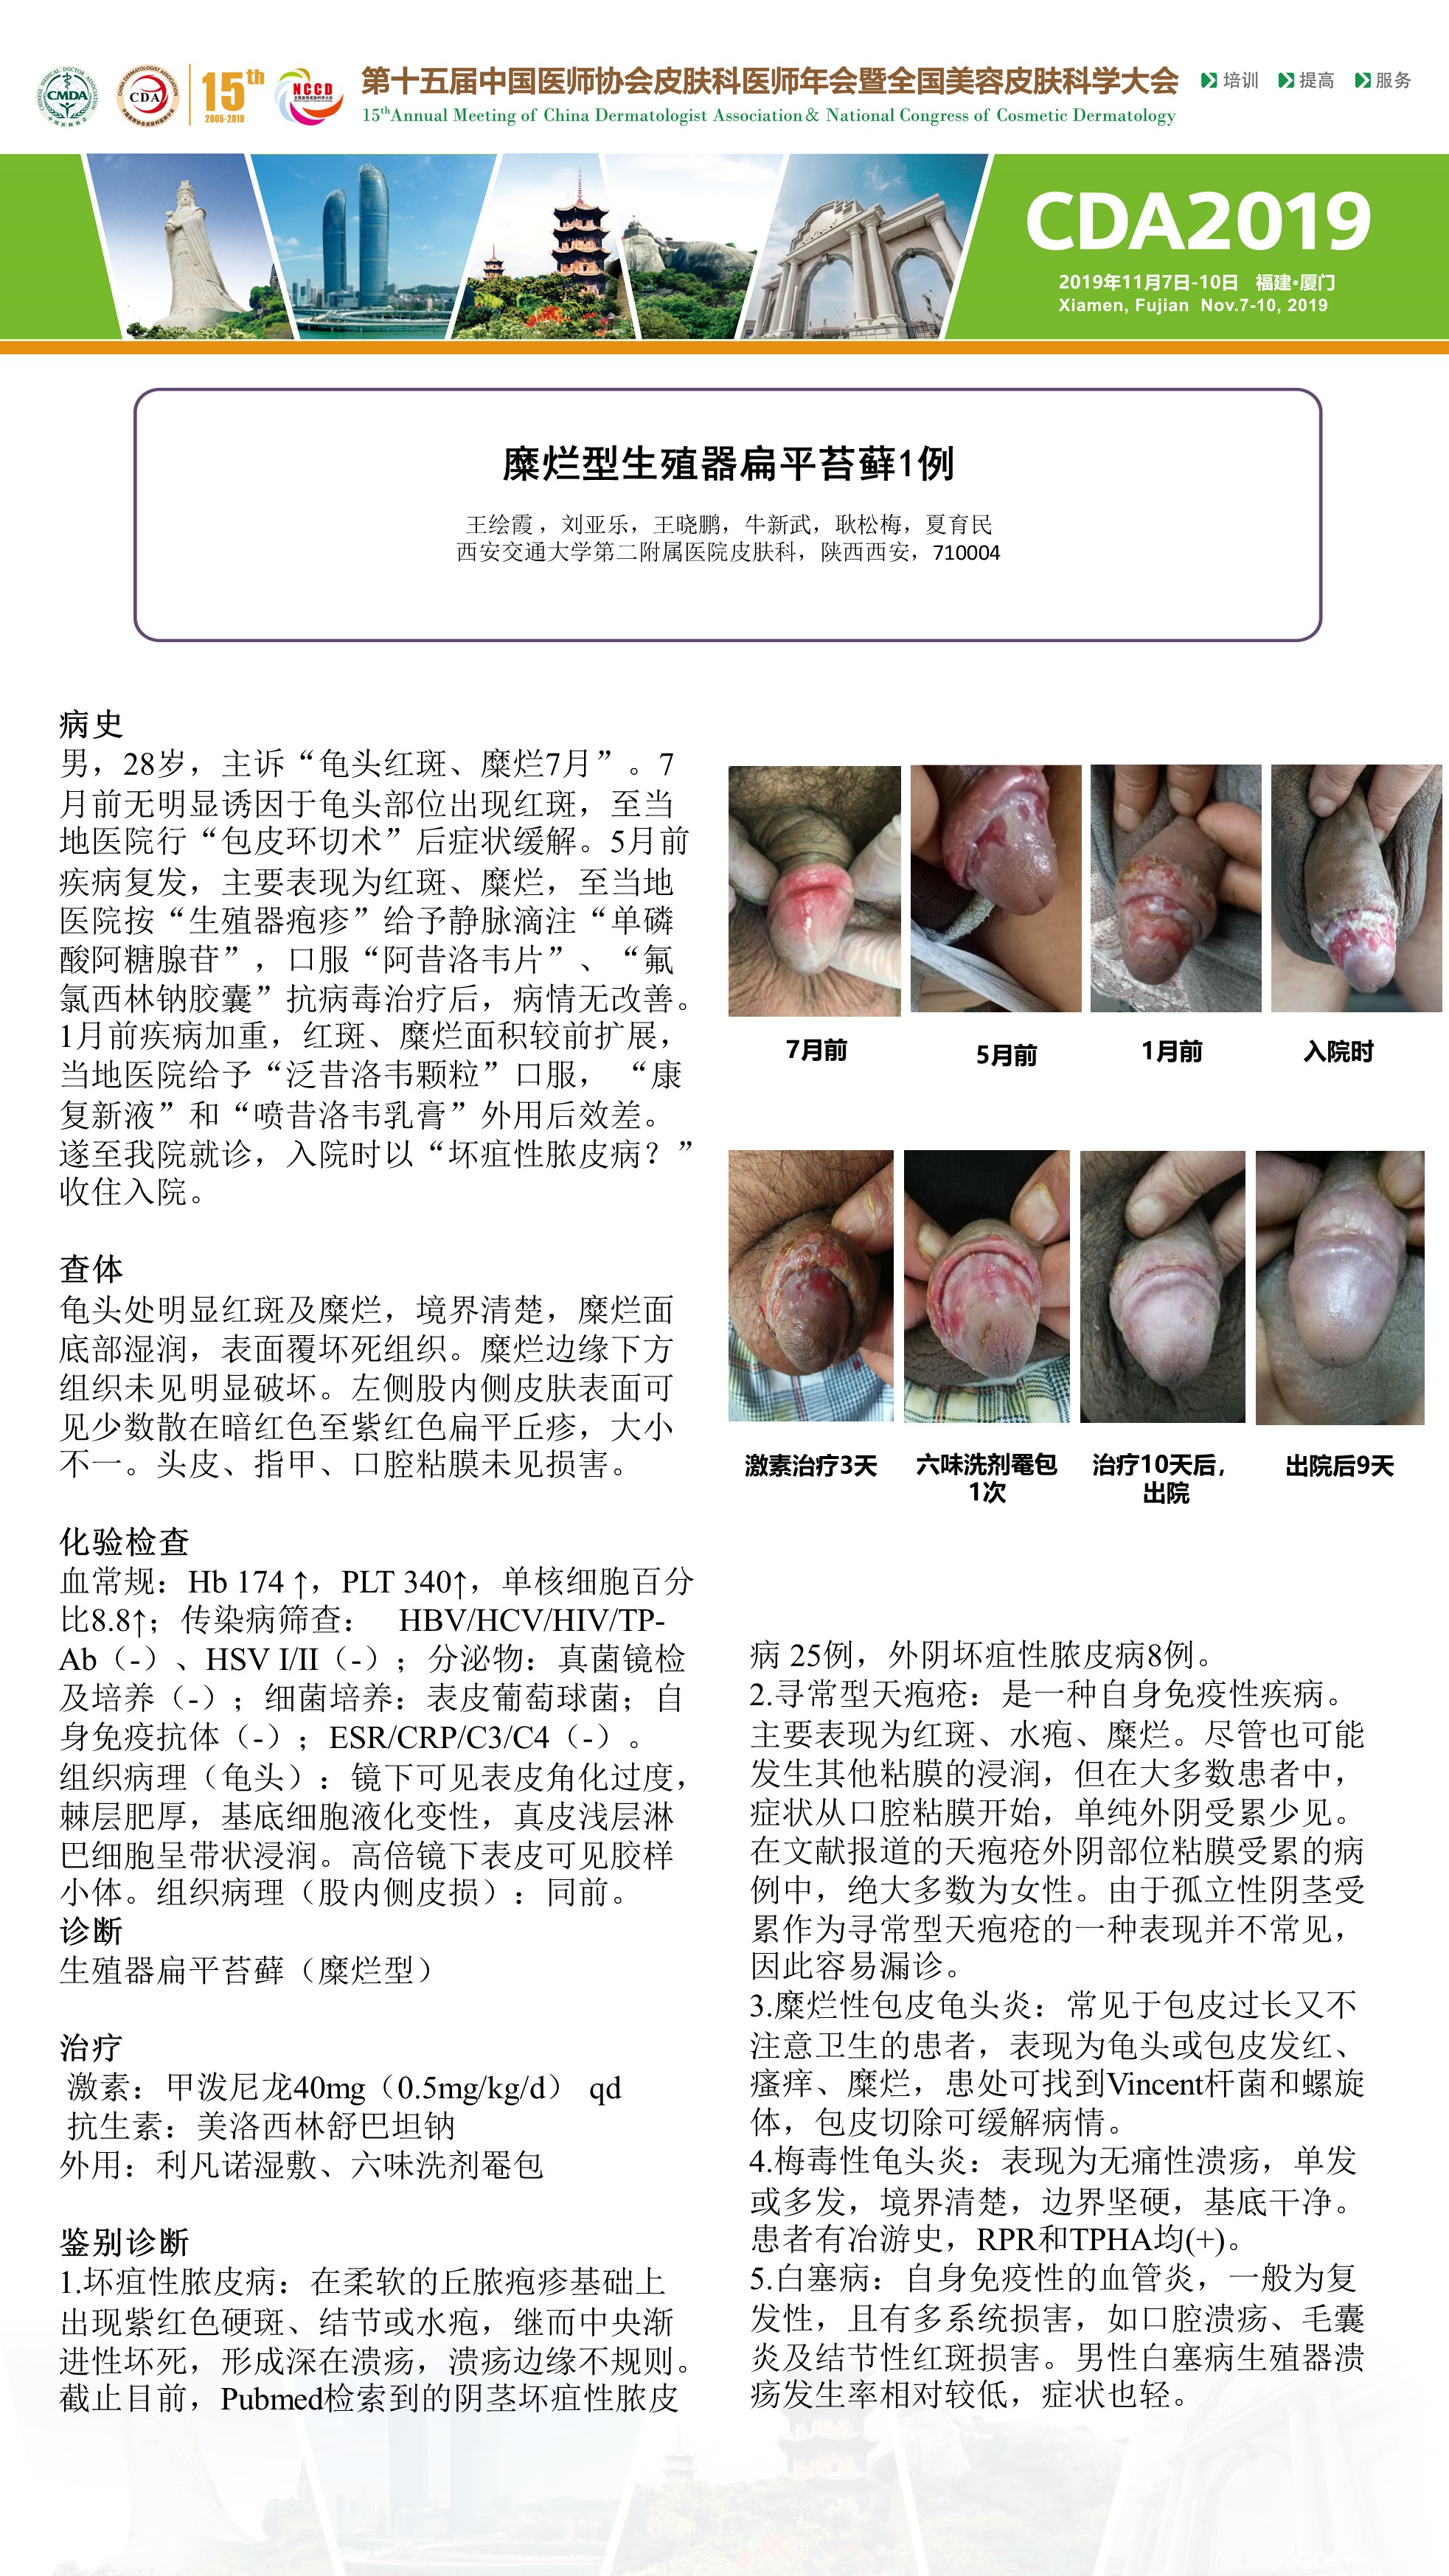 CMDA
CDA
15th
2005-2019
NCCD
第十五届中国医师协会皮肤科医师年会暨全国美容皮肤科学大会
15thAnnual Meeting of China Dermatologist Association& National Congress of Cosmetic Dermatology
培训 提高 服务
CDA2019
2019年11月7日-10日 福建·厦门
Xiamen, Fujian Nov.7-10, 2019
糜烂型生殖器扁平苔藓1例
王绘霞，刘亚乐，王晓鹏，牛新武，耿松梅，夏育民
西安交通大学第二附属医院皮肤科，陕西西安，710004
病史
男，28岁，主诉“龟头红斑、糜烂7月”。7
月前无明显诱因于龟头部位出现红斑，至当
地医院行“包皮环切术”后症状缓解。5月前
疾病复发，主要表现为红斑、糜烂，至当地
医院按“生殖器疱疹”给予静脉滴注“单磷
酸阿糖腺苷”，口服“阿昔洛韦片”、“氟
氯西林钠胶囊”抗病毒治疗后，病情无改善。
1月前疾病加重，红斑、糜烂面积较前扩展，
当地医院给予“泛昔洛韦颗粒”口服，“康
复新液”和“喷昔洛韦乳膏”外用后效差。
遂至我院就诊，入院时以“坏疽性脓皮病？”
收住入院。
查体
龟头处明显红斑及糜烂，境界清楚，糜烂面
底部湿润，表面覆坏死组织。糜烂边缘下方
组织未见明显破坏。左侧股内侧皮肤表面可
见少数散在暗红色至紫红色扁平丘疹，大小
不一。头皮、指甲、口腔粘膜未见损害。
化验检查
血常规：Hb 174 ↑，PLT 340↑，单核细胞百分
比8.8↑；传染病筛查： HBV/HCV/HIV/TP-
Ab（-）、HSV I/II（-）；分泌物：真菌镜检
及培养（-）；细菌培养：表皮葡萄球菌；自
身免疫抗体（-）；ESR/CRP/C3/C4（-）。
组织病理（龟头）：镜下可见表皮角化过度，
棘层肥厚，基底细胞液化变性，真皮浅层淋
巴细胞呈带状浸润。高倍镜下表皮可见胶样
小体。组织病理（股内侧皮损）：同前。
诊断
生殖器扁平苔藓（糜烂型）
治疗
激素：甲泼尼龙40mg（0.5mg/kg/d） qd
抗生素：美洛西林舒巴坦钠
外用：利凡诺湿敷、六味洗剂罨包
鉴别诊断
1.坏疽性脓皮病：在柔软的丘脓疱疹基础上
出现紫红色硬斑、结节或水疱，继而中央渐
进性坏死，形成深在溃疡，溃疡边缘不规则。
截止目前，Pubmed检索到的阴茎坏疽性脓皮
7月前
5月前
1月前
入院时
激素治疗3天
六味洗剂罨包
1次
治疗10天后，
出院
出院后9天
病 25例，外阴坏疽性脓皮病8例。
2.寻常型天疱疮：是一种自身免疫性疾病。
主要表现为红斑、水疱、糜烂。尽管也可能
发生其他粘膜的浸润，但在大多数患者中，
症状从口腔粘膜开始，单纯外阴受累少见。
在文献报道的天疱疮外阴部位粘膜受累的病
例中，绝大多数为女性。由于孤立性阴茎受
累作为寻常型天疱疮的一种表现并不常见，
因此容易漏诊。
3.糜烂性包皮龟头炎：常见于包皮过长又不
注意卫生的患者，表现为龟头或包皮发红、
瘙痒、糜烂，患处可找到Vincent杆菌和螺旋
体，包皮切除可缓解病情。
4.梅毒性龟头炎：表现为无痛性溃疡，单发
或多发，境界清楚，边界坚硬，基底干净。
患者有冶游史，RPR和TPHA均(+)。
5.白塞病：自身免疫性的血管炎，一般为复
发性，且有多系统损害，如口腔溃疡、毛囊
炎及结节性红斑损害。男性白塞病生殖器溃
疡发生率相对较低，症状也轻。